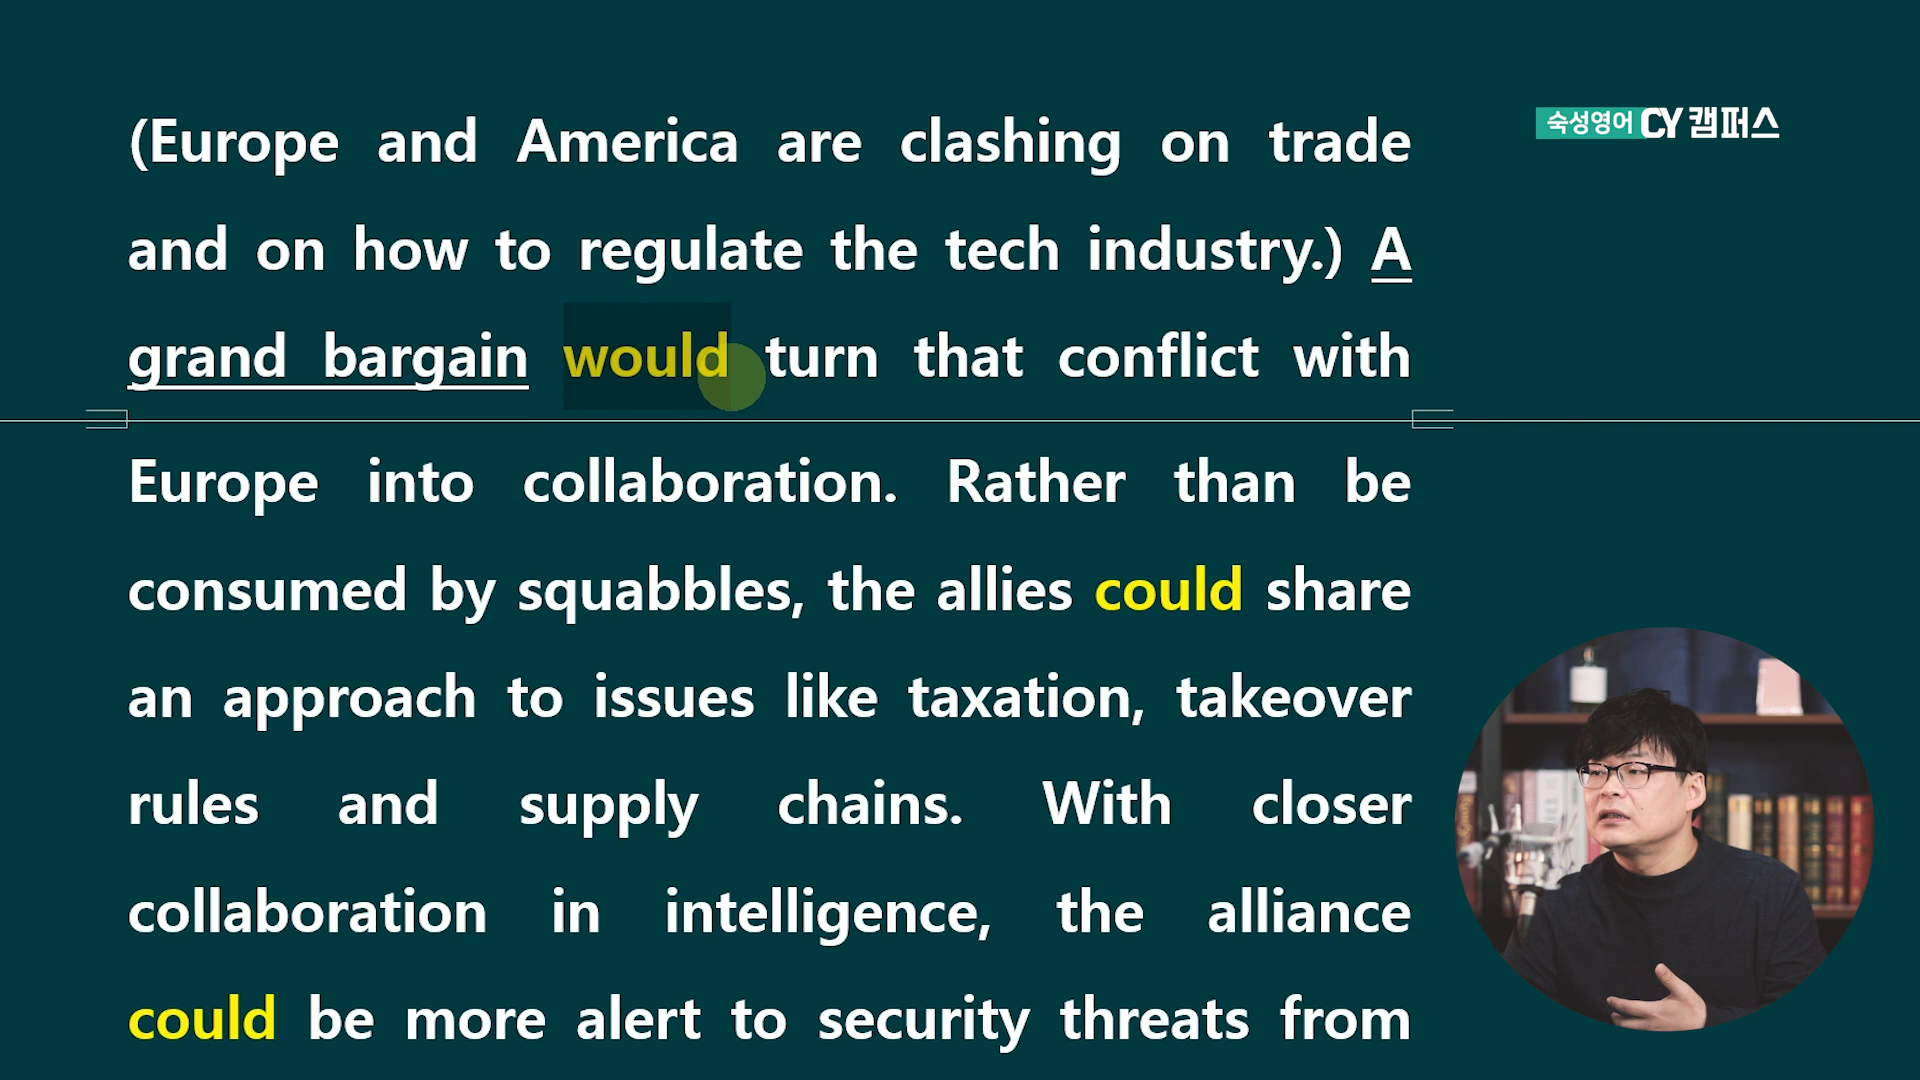 (Europe and America are clashing on trade
and on how to regulate the tech industry.) A
grand bargain would turn that conflict with
Europe into collaboration. Rather than be
consumed by squabbles, the allies could share
an approach to issues like taxation, takeover
rules and supply chains. With closer
collaboration in intelligence, the alliance
could be more alert to security threats from
숙성영어 CY캠퍼스